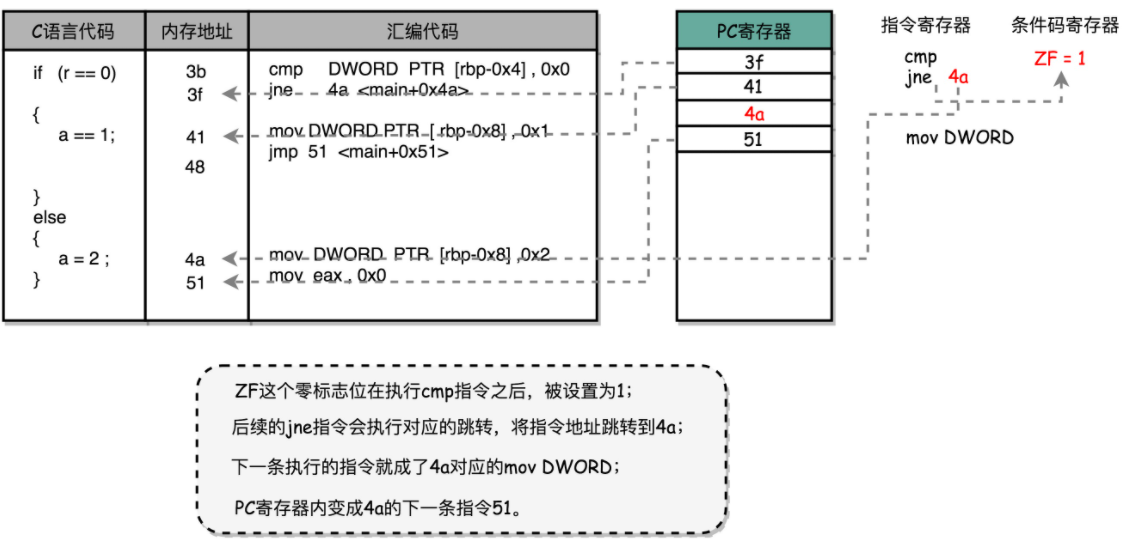 C语言代码 内存地址 汇编代码 PC寄存器 指令寄存器 条件码寄存器
if (r == 0) 3b cmp DWORD PTR [rbp-0x4] , 0x0 3f cmp ZF = 1
3f jne 4a <main+0x4a> 41 jne 4a
{ 4a
a == 1; 41 mov DWORD PTR [ rbp-0x8] , 0x1 51 mov DWORD
jmp 51 <main+0x51>
48
}
else
{
a = 2 ; 4a mov DWORD PTR [rbp-0x8] ,0x2
} 51 mov eax , 0x0
ZF这个零标志位在执行cmp指令之后，被设置为1；
后续的jne指令会执行对应的跳转，将指令地址跳转到4a；
下一条执行的指令就成了4a对应的mov DWORD；
PC寄存器内变成4a的下一条指令51。